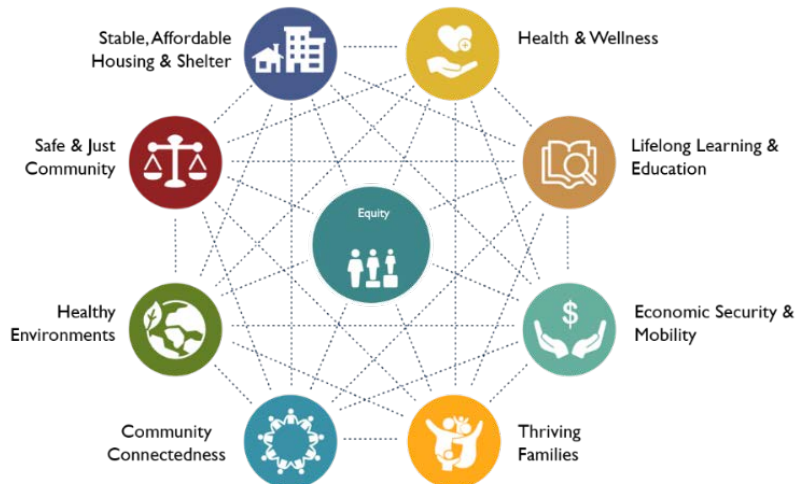 Stable, Affordable
Housing & Shelter
Health & Wellness
Safe & Just
Community
Lifelong Learning &
Education
Equity
Healthy
Environments
$
Economic Security &
Mobility
Community
Connectedness
Thriving
Families